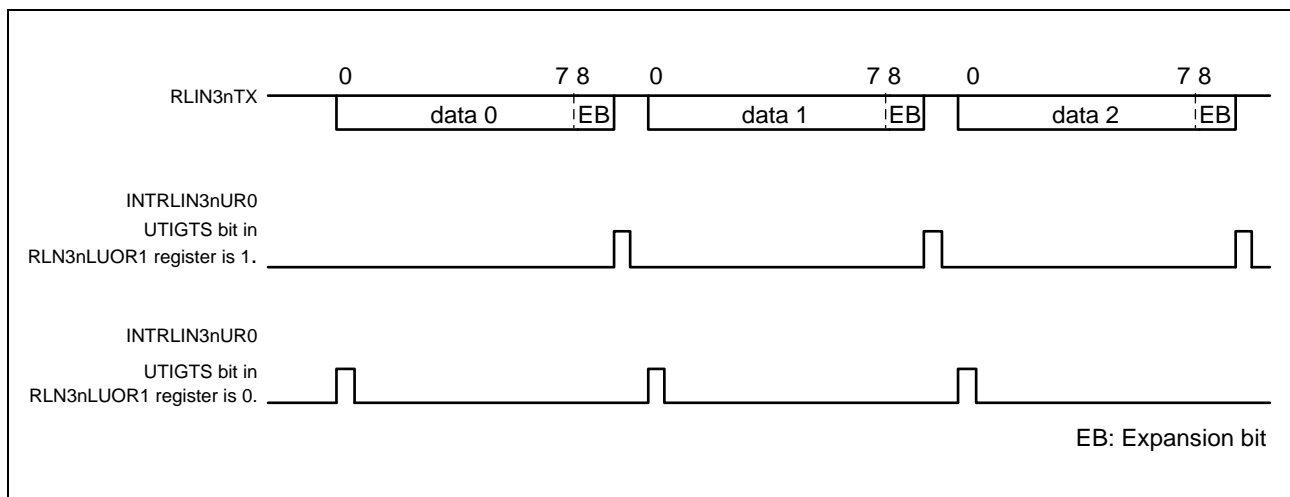 0 7 8 0 7 8 0 7 8
RLIN3nTX
data 0 EB data 1 EB data 2 EB
INTRLIN3nUR0
UTIGTS bit in
RLN3nLUOR1 register is 1.
INTRLIN3nUR0
UTIGTS bit in
RLN3nLUOR1 register is 0.
EB: Expansion bit